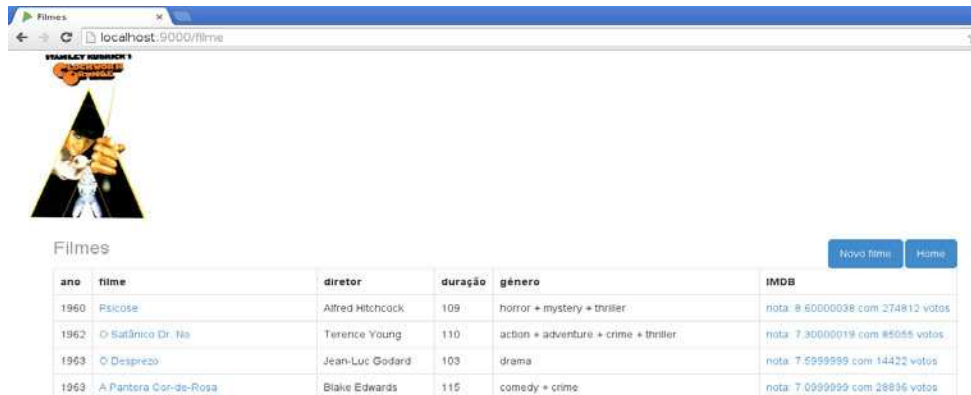 Filmes
localhost:9000/filme
STANLEY KUBRICK'S
CLOCKWORK
ORANGE
Filmes
Novo filme Home
ano filme diretor duração gênero IMDB
1960 Psicose Alfred Hitchcock 109 horror + mystery + thriller nota: 8.60000038 com 274812 votos
1962 O Satânico Dr. No Terence Young 110 action + adventure + crime + thriller nota: 7.30000019 com 85055 votos
1963 O Desprezo Jean-Luc Godard 103 drama nota: 7.5999999 com 14422 votos
1963 A Pantera Cor-de-Rosa Blake Edwards 115 comedy + crime nota: 7.0999999 com 28836 votos